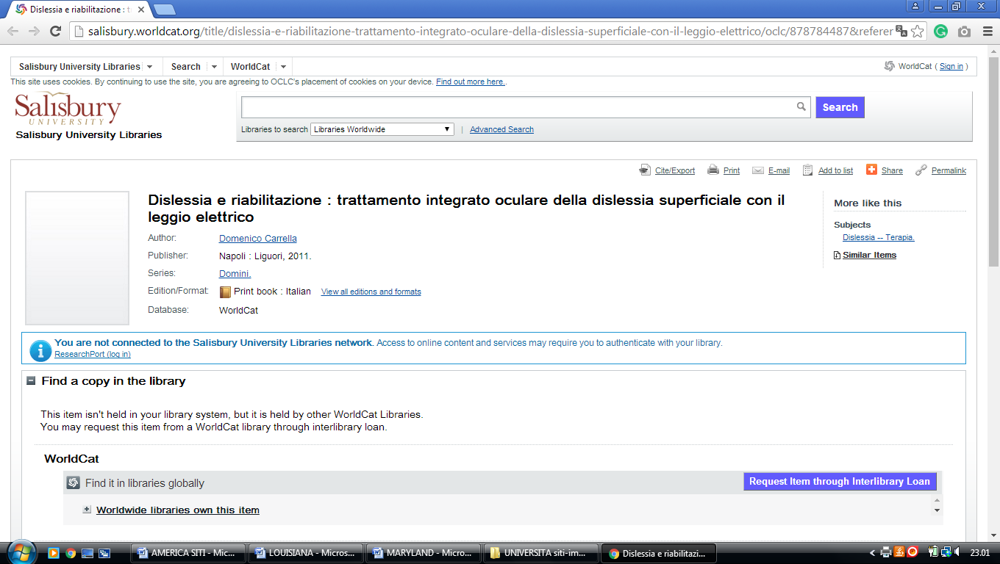 Dislessia e riabilitazione : t
salisbury.worldcat.org/title/dislessia-e-riabilitazione-trattamento-integrato-oculare-della-dislessia-superficiale-con-il-leggio-elettrico/oclc/878784487&referer
Salisbury University Libraries Search WorldCat WorldCat ( Sign in )
This site uses cookies. By continuing to use the site, you are agreeing to OCLC's placement of cookies on your device. Find out more here..
Salisbury
UNIVERSITY
Salisbury University Libraries
Search
Libraries to search Libraries Worldwide | Advanced Search
Cite/Export Print E-mail Add to list Share Permalink
Dislessia e riabilitazione : trattamento integrato oculare della dislessia superficiale con il
leggio elettrico
Author: Domenico Carrella
Publisher: Napoli : Liguori, 2011.
Series: Domini.
Edition/Format: Print book : Italian View all editions and formats
Database: WorldCat
More like this
Subjects
Dislessia -- Terapia.
Similar Items
You are not connected to the Salisbury University Libraries network. Access to online content and services may require you to authenticate with your library.
ResearchPort (log in)
Find a copy in the library
This item isn't held in your library system, but it is held by other WorldCat Libraries.
You may request this item from a WorldCat library through interlibrary loan.
WorldCat
Find it in libraries globally Request Item through Interlibrary Loan
Worldwide libraries own this item
AMERICA SITI - Mic... LOUISIANA - Micros... MARYLAND - Micro... UNIVERSITA siti-im... Dislessia e riabilitazi... 23.01